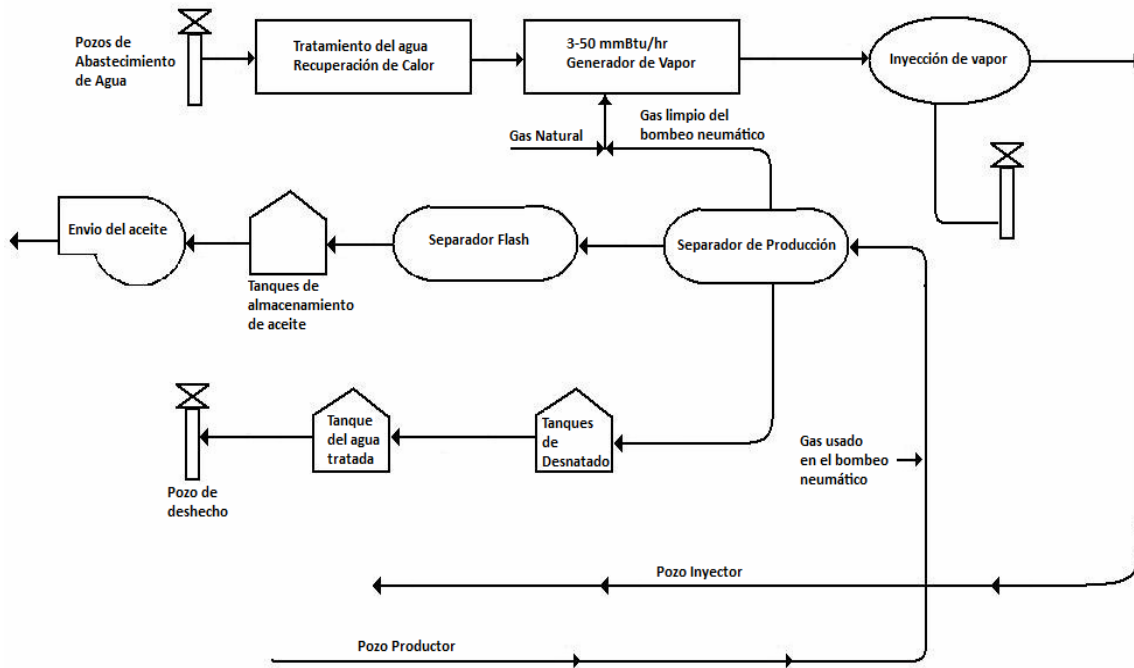 Pozos de
Abastecimiento
de Agua
Tratamiento del agua
Recuperación de Calor
3-50 mmBtu/hr
Generador de Vapor
Inyección de vapor
Gas Natural
Gas limpio del
bombeo neumático
Envio del aceite
Tanques de
almacenamiento
de aceite
Separador Flash
Separador de Producción
Pozo de
deshecho
Tanque
del agua
tratada
Tanques
de
Desnatado
Gas usado
en el bombeo
neumático
Pozo Inyector
Pozo Productor